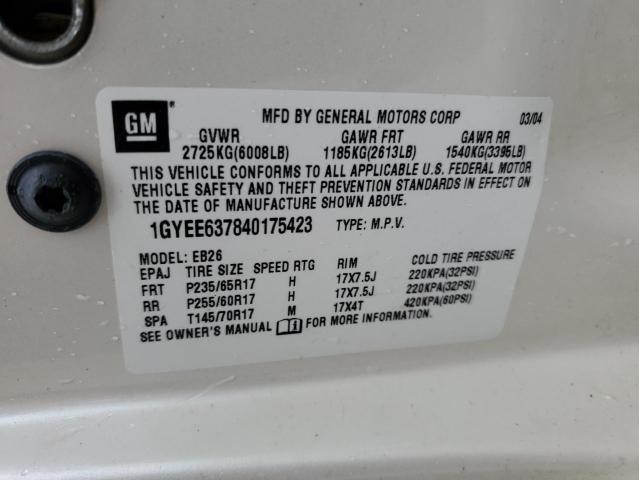 GM ®
MFD BY GENERAL MOTORS CORP 03/04
GVWR GAWR FRT GAWR RR
2725KG(6008LB) 1185KG(2613LB) 1540KG(3395LB)
THIS VEHICLE CONFORMS TO ALL APPLICABLE U.S. FEDERAL MOTOR
VEHICLE SAFETY AND THEFT PREVENTION STANDARDS IN EFFECT ON
THE DATE OF MANUFACTURE SHOWN ABOVE.
1GYEE637840175423 TYPE: M.P.V.
MODEL: EB26
EPAJ TIRE SIZE SPEED RTG RIM COLD TIRE PRESSURE
FRT P235/65R17 H 17X7.5J 220KPA(32PSI)
RR P255/60R17 H 17X7.5J 220KPA(32PSI)
SPA T145/70R17 M 17X4T 420KPA(60PSI)
SEE OWNER'S MANUAL FOR MORE INFORMATION.